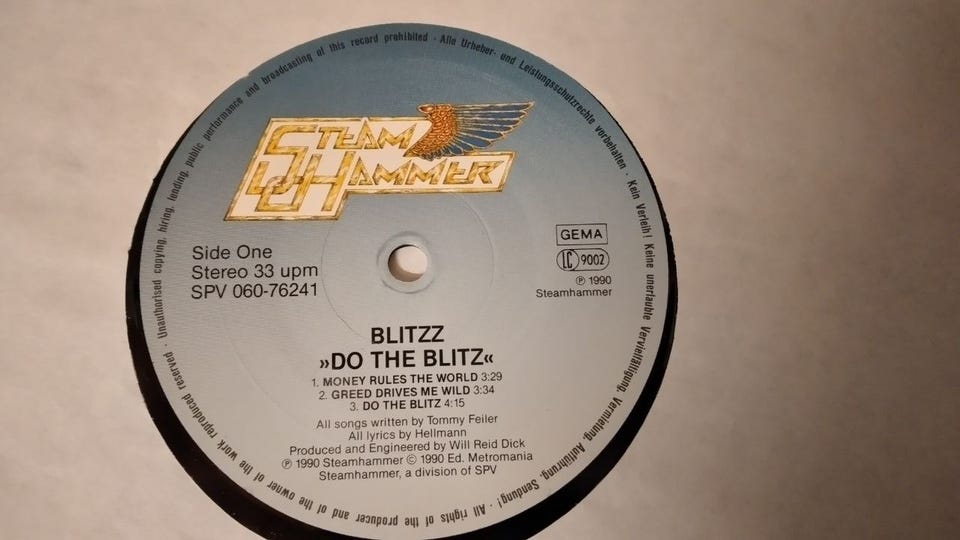 Unauthorised copying, hiring, lending, public performance and broadcasting of this record prohibited · Alle Urheber- und Leistungsschutzrechte vorbehalten · Kein Verleih! Keine unerlaubte Vervielfältigung, Vermietung, Aufführung, Sendung! · All rights of the producer and of the owner of the work reproduced reserved ·
STEAM
HAMMER
Side One
Stereo 33 upm
SPV 060-76241
GEMA
LC 9002
℗ 1990
Steamhammer
BLITZZ
»DO THE BLITZ«
1. MONEY RULES THE WORLD 3:29
2. GREED DRIVES ME WILD 3:34
3. DO THE BLITZ 4:15
All songs written by Tommy Feiler
All lyrics by Hellmann
Produced and Engineered by Will Reid Dick
℗ 1990 Steamhammer © 1990 Ed. Metromania
Steamhammer, a division of SPV